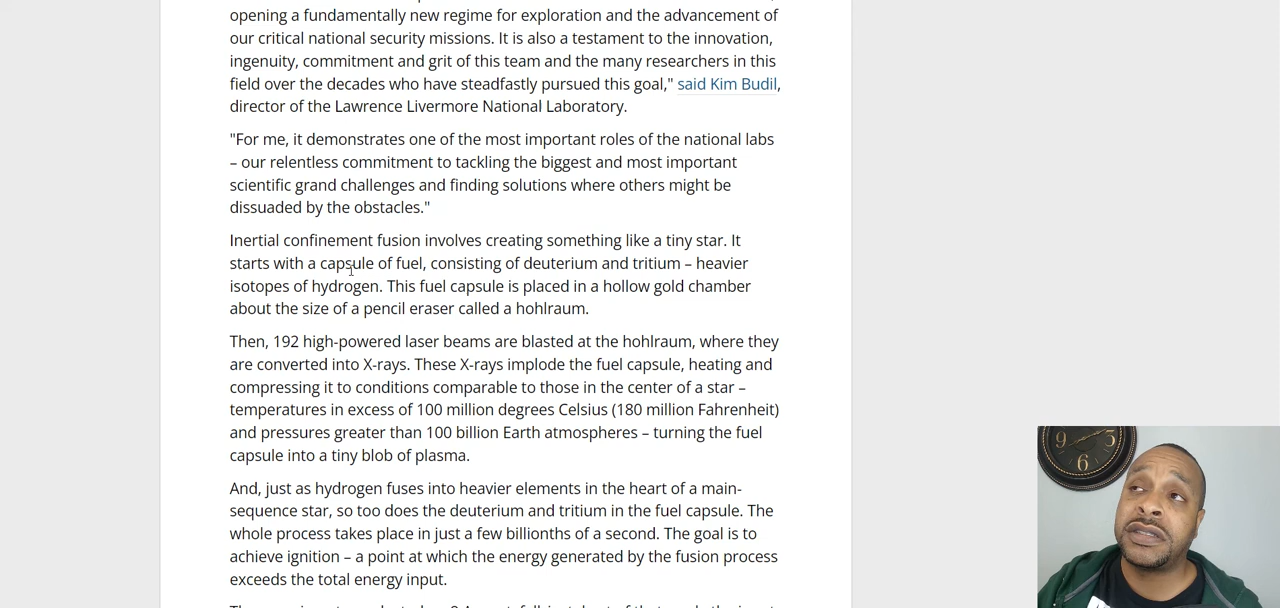 opening a fundamentally new regime for exploration and the advancement of
our critical national security missions. It is also a testament to the innovation,
ingenuity, commitment and grit of this team and the many researchers in this
field over the decades who have steadfastly pursued this goal," said Kim Budil,
director of the Lawrence Livermore National Laboratory.
"For me, it demonstrates one of the most important roles of the national labs
– our relentless commitment to tackling the biggest and most important
scientific grand challenges and finding solutions where others might be
dissuaded by the obstacles."
Inertial confinement fusion involves creating something like a tiny star. It
starts with a capsule of fuel, consisting of deuterium and tritium – heavier
isotopes of hydrogen. This fuel capsule is placed in a hollow gold chamber
about the size of a pencil eraser called a hohlraum.
Then, 192 high-powered laser beams are blasted at the hohlraum, where they
are converted into X-rays. These X-rays implode the fuel capsule, heating and
compressing it to conditions comparable to those in the center of a star –
temperatures in excess of 100 million degrees Celsius (180 million Fahrenheit)
and pressures greater than 100 billion Earth atmospheres – turning the fuel
capsule into a tiny blob of plasma.
And, just as hydrogen fuses into heavier elements in the heart of a main-
sequence star, so too does the deuterium and tritium in the fuel capsule. The
whole process takes place in just a few billionths of a second. The goal is to
achieve ignition – a point at which the energy generated by the fusion process
exceeds the total energy input.
9 3
6